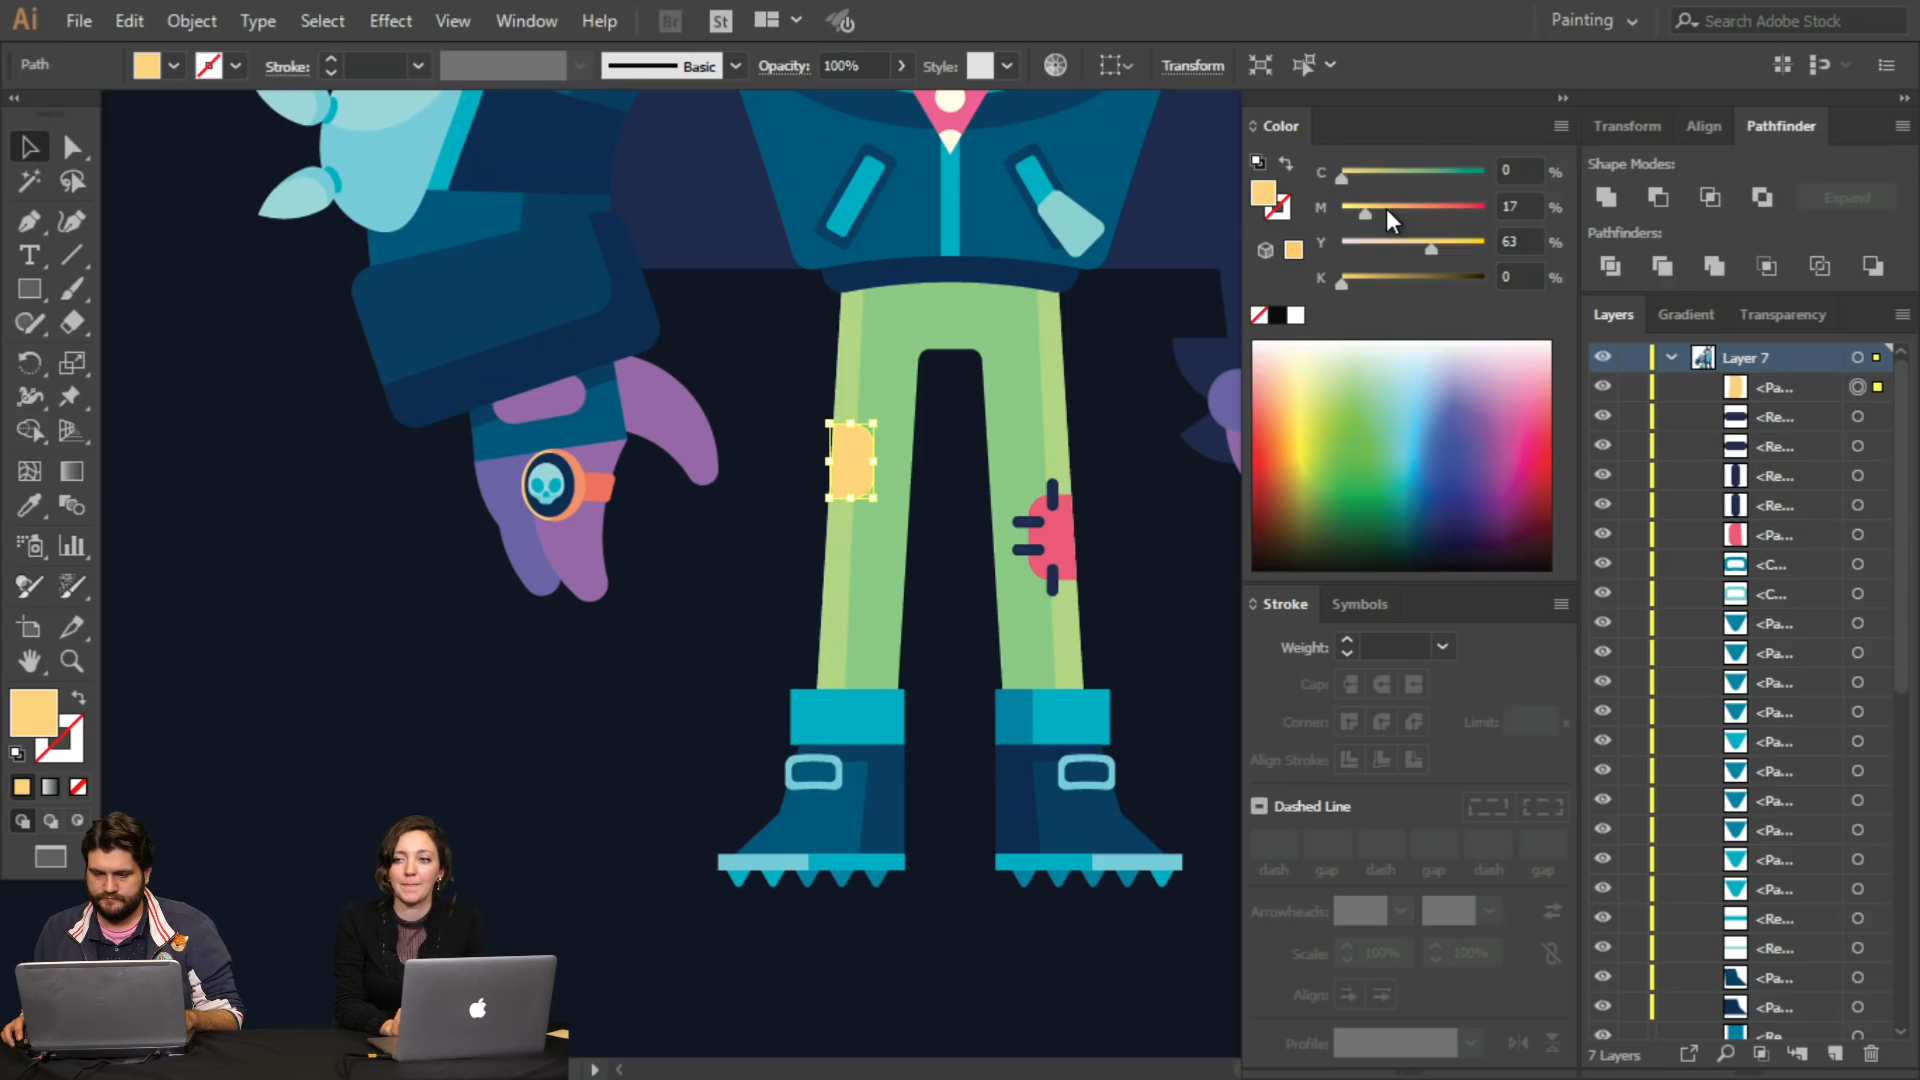 Ai File Edit Object Type Select Effect View Window Help Br St Painting Search Adobe Stock
Path Stroke: Basic Opacity: 100% Style: Transform
Color
C 0 %
M 17 %
Y 63 %
K 0 %
Transform Align Pathfinder
Shape Modes:
Expand
Pathfinders:
Layers Gradient Transparency
Layer 7
<Pa...
<Re...
<Re...
<Re...
<Re...
<Pa...
<C...
<C...
<Pa...
<Pa...
<Pa...
<Pa...
<Pa...
<Pa...
<Pa...
<Pa...
<Pa...
<Pa...
<Re...
<Re...
<Pa...
<Pa...
<Re
7 Layers
Stroke Symbols
Weight:
Cap:
Corner: Limit: x
Align Stroke:
Dashed Line
dash gap dash gap dash gap
Arrowheads:
Scale: 100% 100%
Align:
Profile: